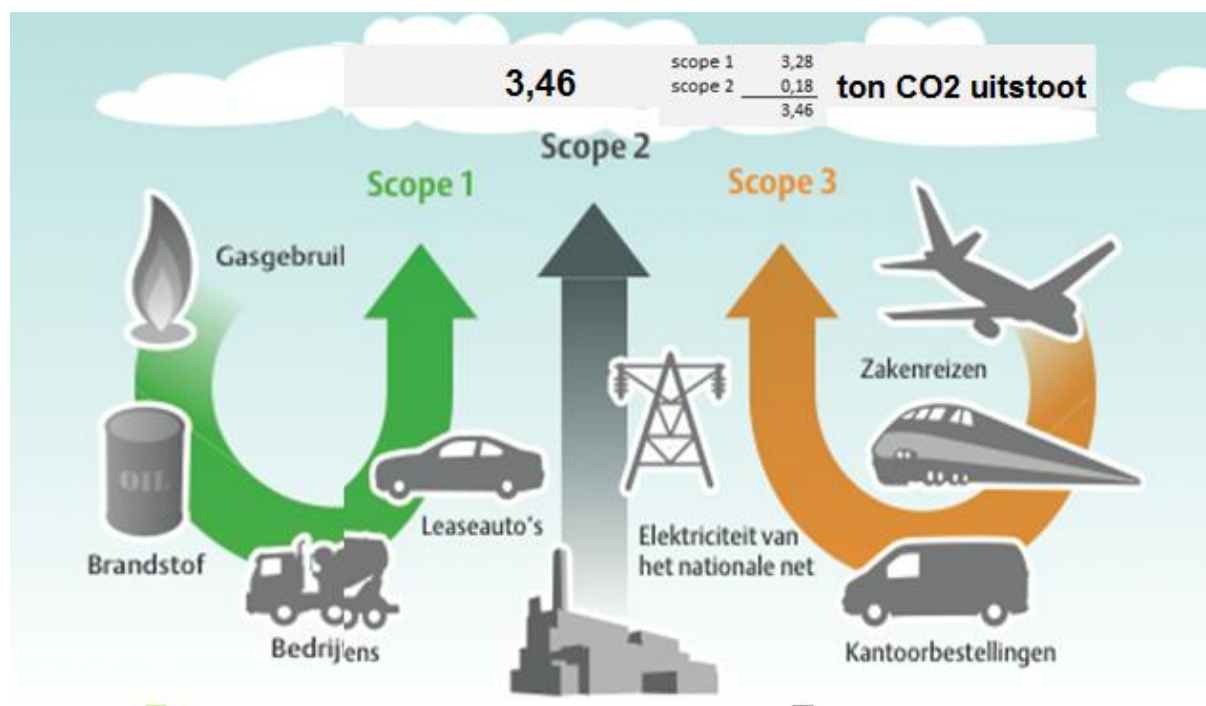 3,46
scope 1 3,28
scope 2 0,18
3,46
ton CO2 uitstoot
Scope 2
Scope 1
Scope 3
Gasgebruil
Zakenreizen
OIL
Leaseauto's
Elektriciteit van
het nationale net
Brandstof
Bedrij ens
Kantoorbestellingen